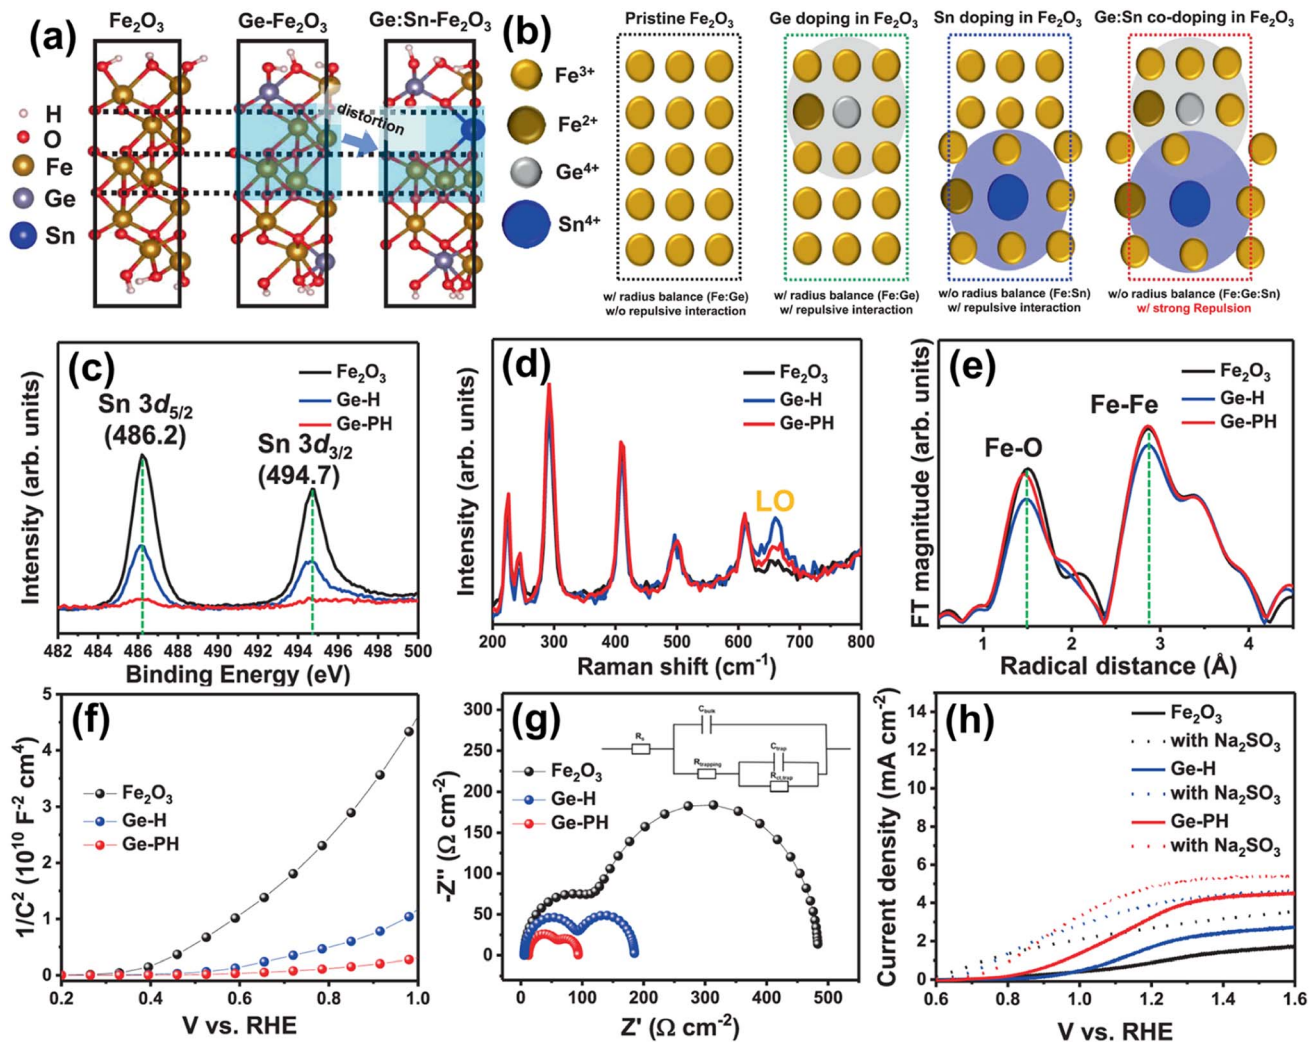 (a)
Fe₂O₃
Ge-Fe₂O₃
Ge:Sn-Fe₂O₃
distortion
H
O
Fe
Ge
Sn
(b)
Pristine Fe₂O₃
Ge doping in Fe₂O₃
Sn doping in Fe₂O₃
Ge:Sn co-doping in Fe₂O₃
Fe³⁺
Fe²⁺
Ge⁴⁺
Sn⁴⁺
w/ radius balance (Fe:Ge)
w/o repulsive interaction
w/ radius balance (Fe:Ge)
w/ repulsive interaction
w/o radius balance (Fe:Sn)
w/ repulsive interaction
w/o radius balance (Fe:Ge:Sn)
w/ strong Repulsion
(c)
Fe₂O₃
Ge-H
Ge-PH
Sn 3d5/2
(486.2)
Sn 3d3/2
(494.7)
Intensity (arb. units)
482 484 486 488 490 492 494 496 498 500
Binding Energy (eV)
(d)
Fe₂O₃
Ge-H
Ge-PH
LO
Intensity (arb. units)
200 300 400 500 600 700 800
Raman shift (cm⁻¹)
(e)
Fe₂O₃
Ge-H
Ge-PH
Fe-O
Fe-Fe
FT magnitude (arb. units)
1 2 3 4
Radical distance (Å)
(f)
Fe₂O₃
Ge-H
Ge-PH
1/C² (10¹⁰ F⁻² cm⁴)
5
4
3
2
1
0
0.2 0.4 0.6 0.8 1.0
V vs. RHE
(g)
Fe₂O₃
Ge-H
Ge-PH
Rs
Cbulk
Rtrapping
Ctrap
Rct,trap
-Z'' (Ω cm⁻²)
300
250
200
150
100
50
0
0 100 200 300 400 500
Z' (Ω cm⁻²)
(h)
Fe₂O₃
with Na₂SO₃
Ge-H
with Na₂SO₃
Ge-PH
with Na₂SO₃
Current density (mA cm⁻²)
14
12
10
8
6
4
2
0
0.6 0.8 1.0 1.2 1.4 1.6
V vs. RHE